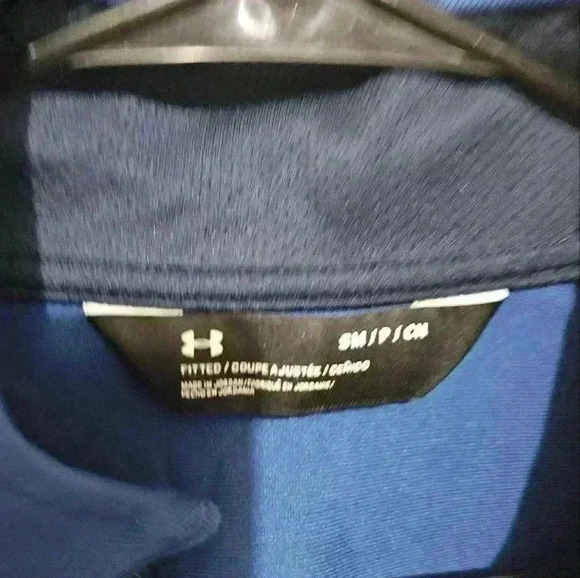 SM/P/CH
FITTED/COUPE AJUSTÉE/CEÑIDO
MADE IN JORDAN/FABRIQUÉ EN JORDANIE/
HECHO EN JORDANIA